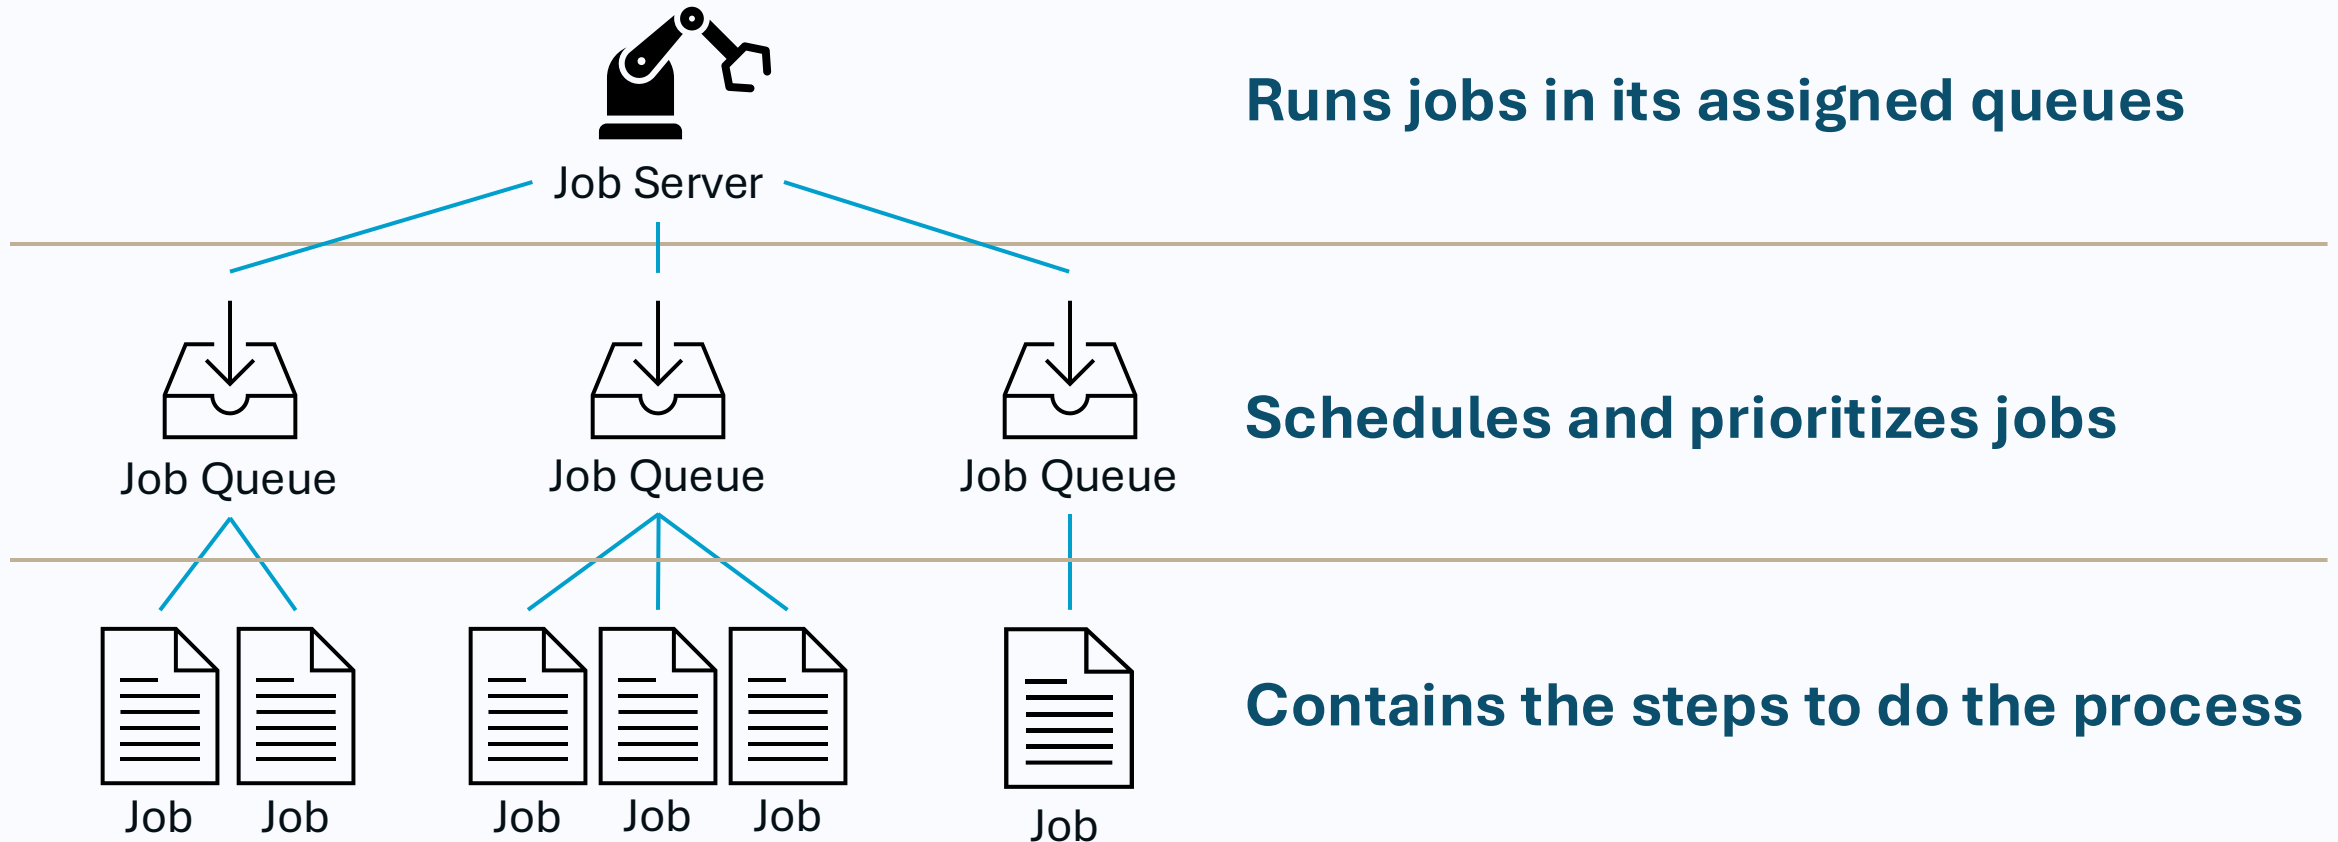 Runs jobs in its assigned queues
Job Server
Job Queue
Job Queue
Job Queue
Schedules and prioritizes jobs
Contains the steps to do the process
Job
Job
Job
Job
Job
Job